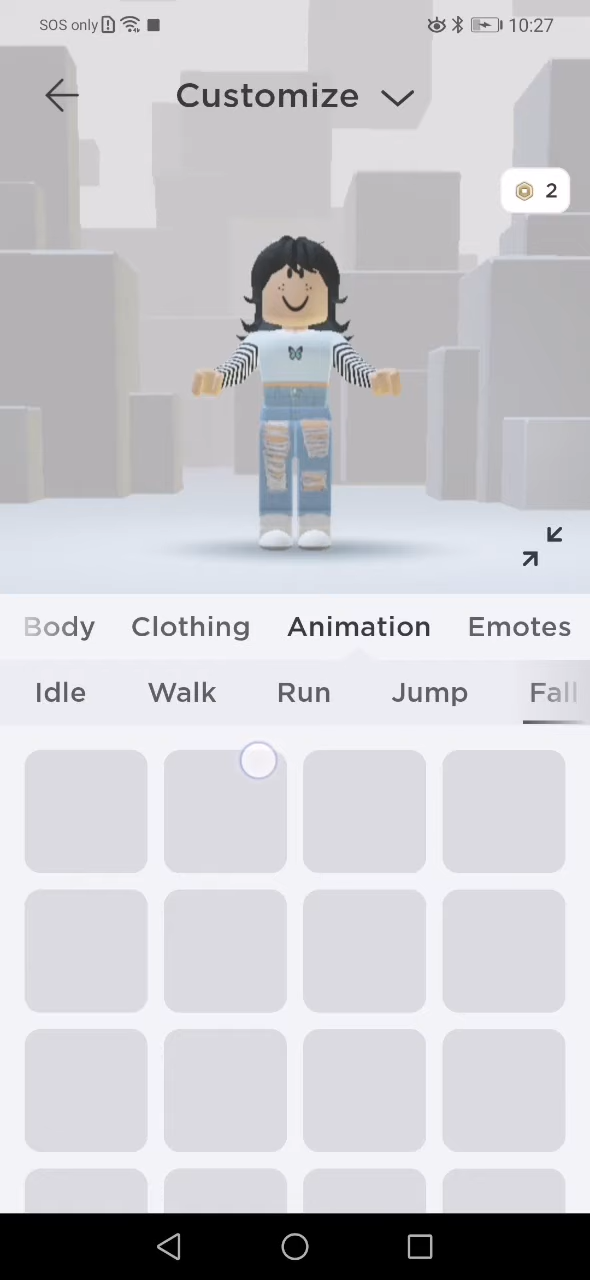 SOS only 10:27
Customize
2
Body Clothing Animation Emotes
Idle Walk Run Jump Fall